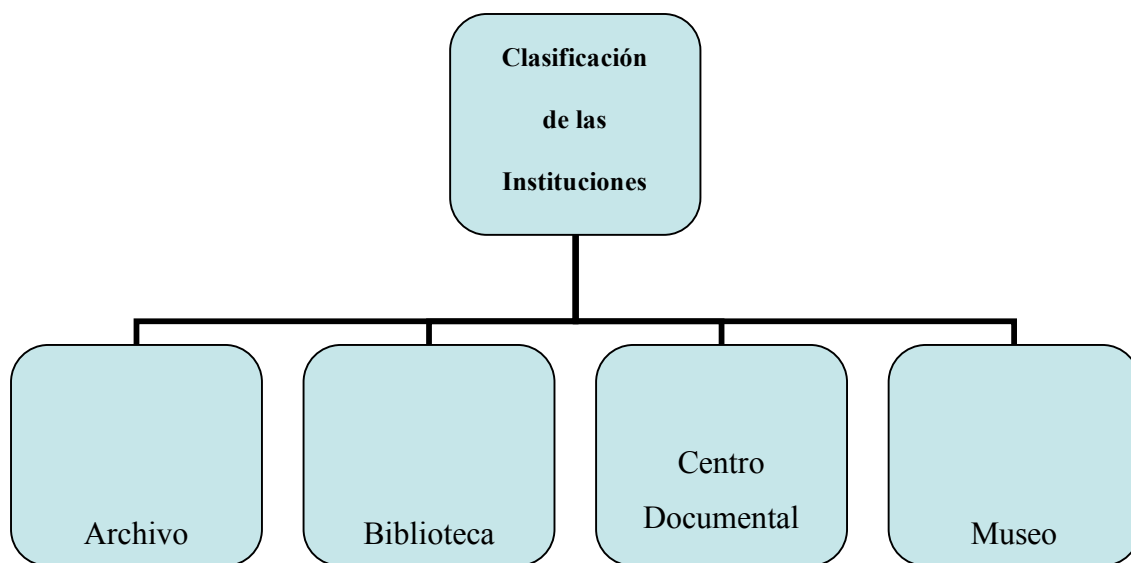 Clasificación
de las
Instituciones
Archivo
Biblioteca
Centro
Documental
Museo